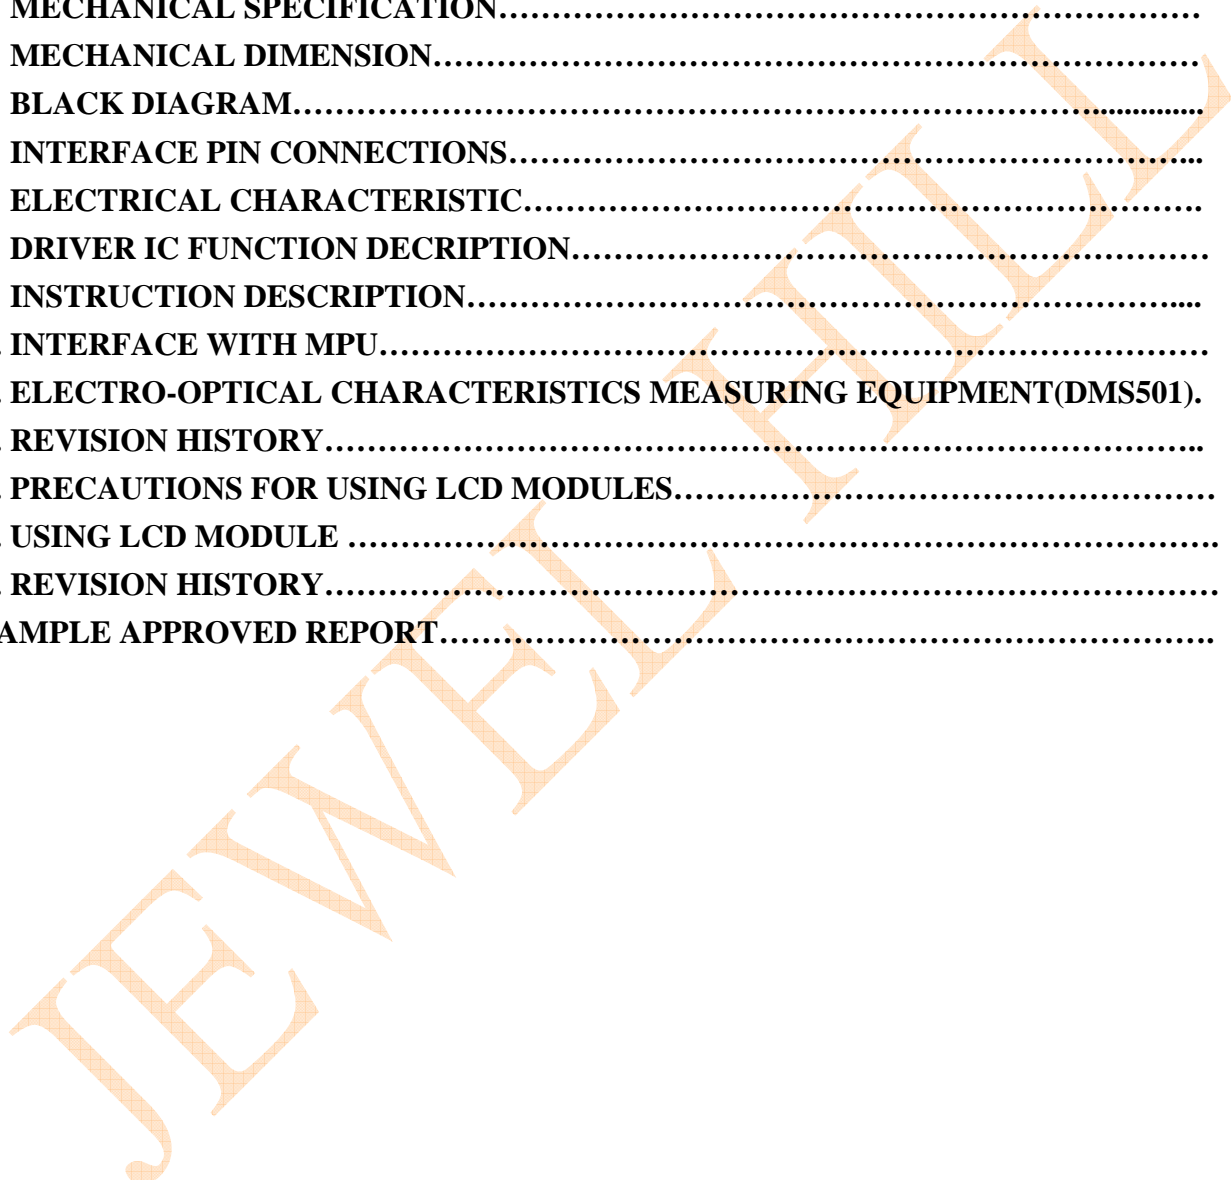 MECHANICAL SPECIFICATION……………………………………………………………
MECHANICAL DIMENSION…………………………………………………………………
BLACK DIAGRAM……………………………………………………………………..............
INTERFACE PIN CONNECTIONS…………………………………………………………..
ELECTRICAL CHARACTERISTIC………………………………………………………….
DRIVER IC FUNCTION DECRIPTION………………………………………………………
INSTRUCTION DESCRIPTION……………………………………………………………....
. INTERFACE WITH MPU………………………………………………………………………
. ELECTRO-OPTICAL CHARACTERISTICS MEASURING EQUIPMENT(DMS501).
. REVISION HISTORY…………………………………………………………………………..
. PRECAUTIONS FOR USING LCD MODULES…………………………………………….
. USING LCD MODULE ……………………………………………………………………….
. REVISION HISTORY……………………………………………………………………………
AMPLE APPROVED REPORT……………………………………………………………….
JEWEL HILL